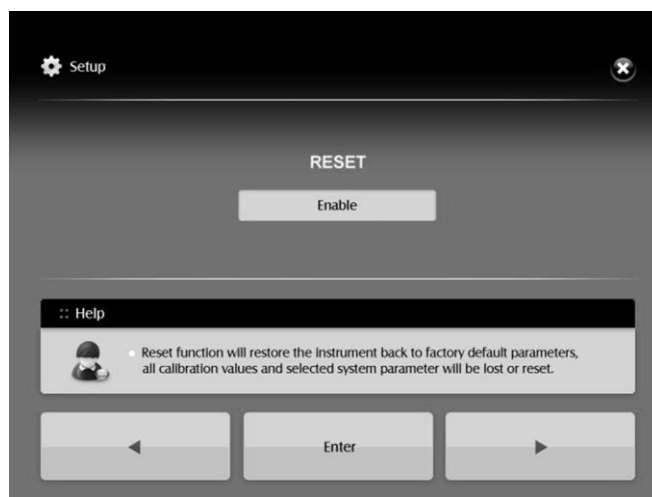 Setup
RESET
Enable
:: Help
Reset function will restore the Instrument back to factory default parameters,
all calibration values and selected system parameter will be lost or reset.
Enter